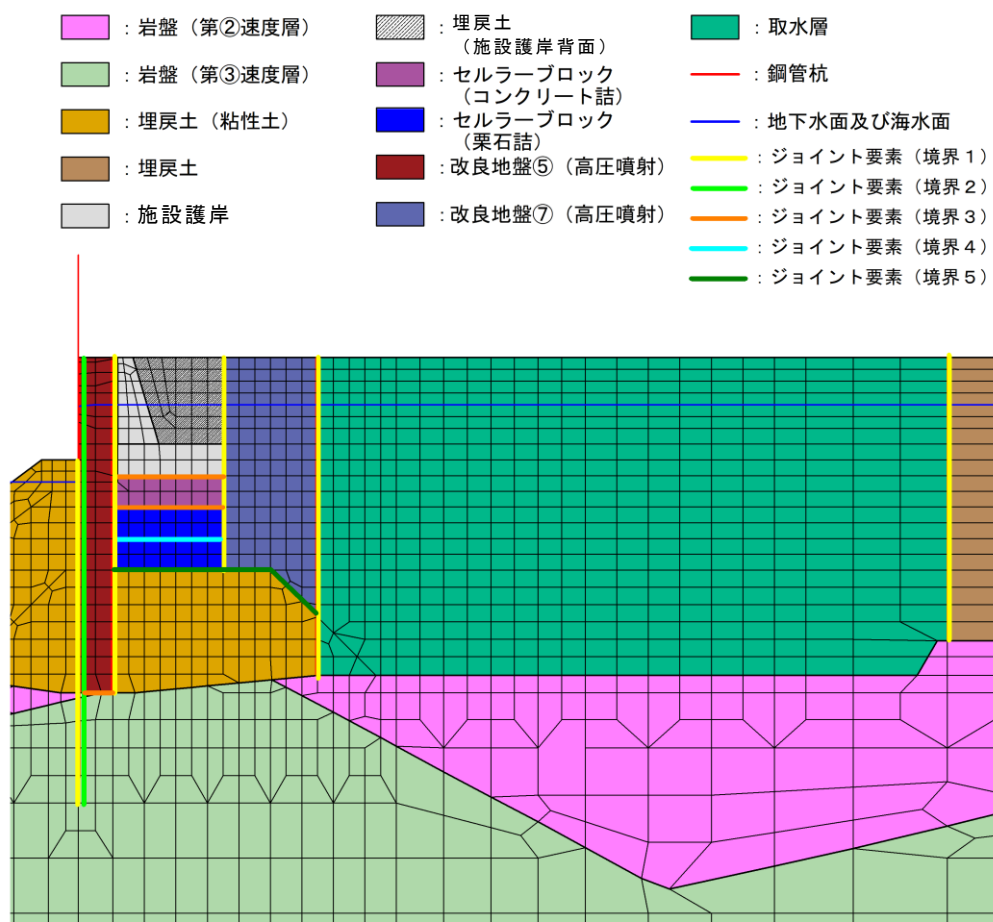 ：岩盤（第②速度層）
：岩盤（第③速度層）
：埋戻土（粘性土）
：埋戻土
：施設護岸
：埋戻土
（施設護岸背面）
：セルラーブロック
（コンクリート詰）
：セルラーブロック
（栗石詰）
：改良地盤⑤（高圧噴射）
：改良地盤⑦（高圧噴射）
：取水層
：鋼管杭
：地下水面及び海水面
：ジョイント要素（境界１）
：ジョイント要素（境界２）
：ジョイント要素（境界３）
：ジョイント要素（境界４）
：ジョイント要素（境界５）